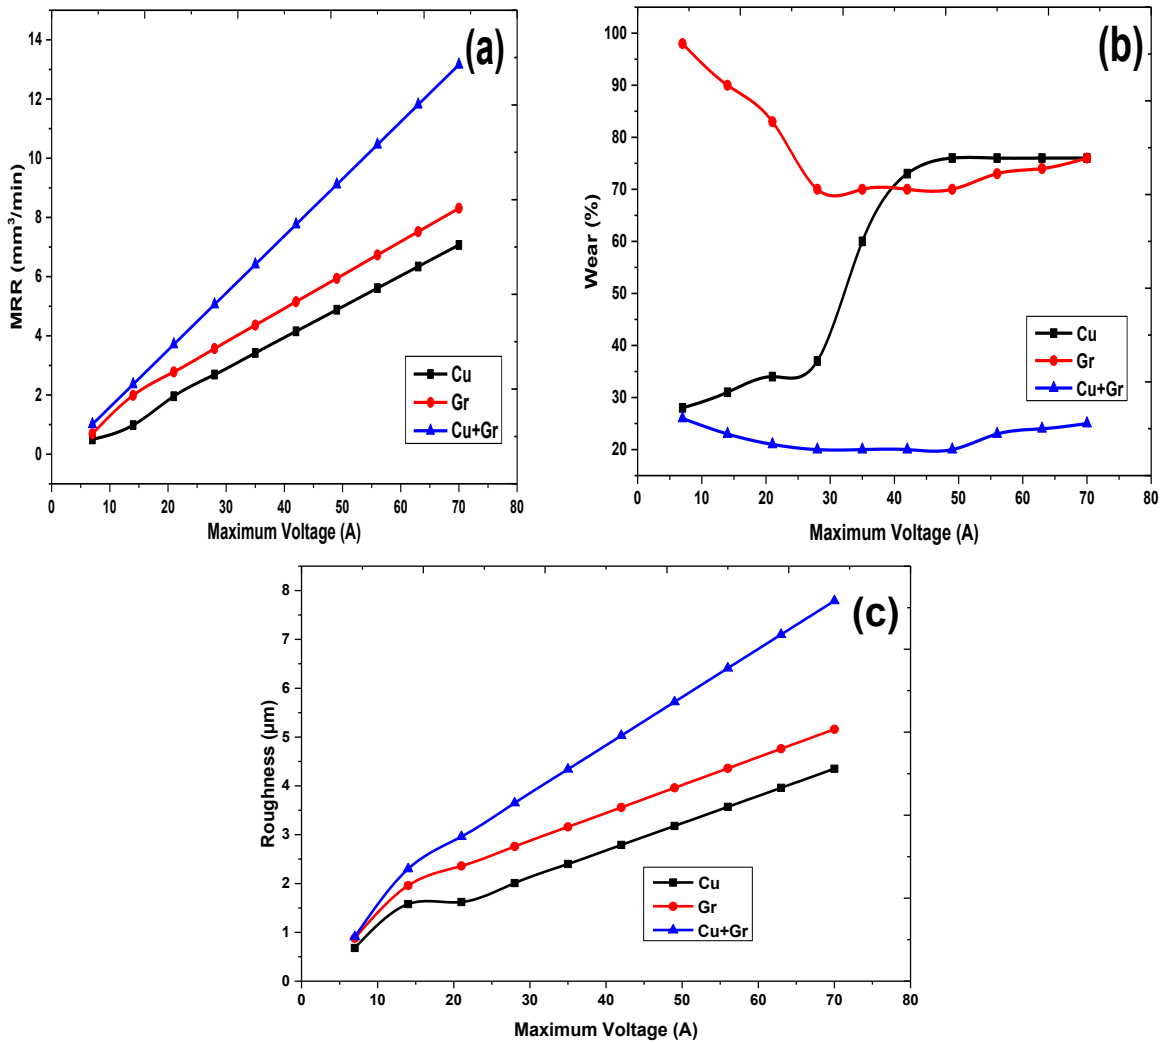 (a)
14
12
10
8
6
4
2
0
MRR (mm³/min)
0 10 20 30 40 50 60 70 80
Maximum Voltage (A)
Cu
Gr
Cu+Gr
(b)
100
90
80
70
60
50
40
30
20
Wear (%)
0 10 20 30 40 50 60 70 80
Maximum Voltage (A)
Cu
Gr
Cu+Gr
(c)
8
7
6
5
4
3
2
1
0
Roughness (µm)
0 10 20 30 40 50 60 70 80
Maximum Voltage (A)
Cu
Gr
Cu+Gr